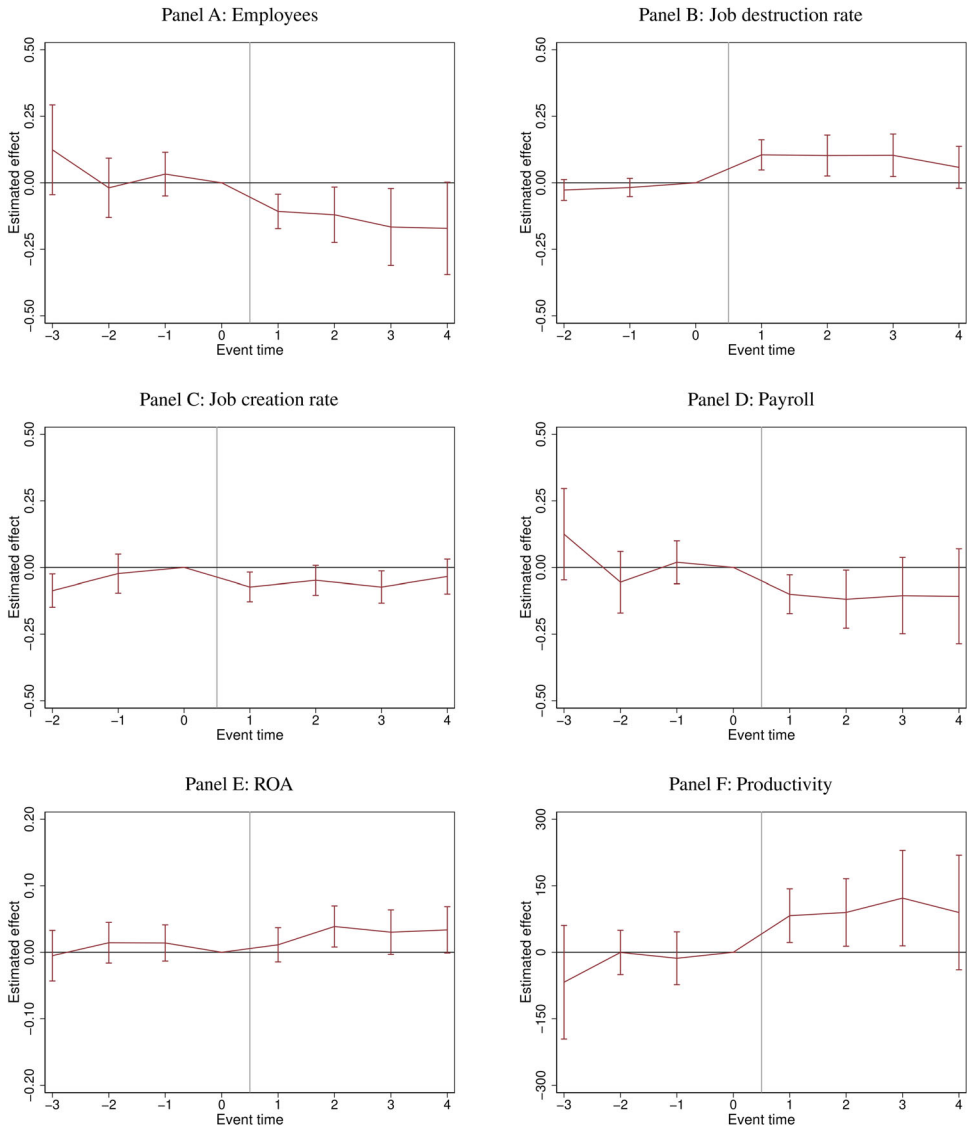 Panel A: Employees
Estimated effect
0.50
0.25
0.00
−0.25
−0.50
−3 −2 −1 0 1 2 3 4
Event time
Panel B: Job destruction rate
Estimated effect
0.50
0.25
0.00
−0.25
−0.50
−2 −1 0 1 2 3 4
Event time
Panel C: Job creation rate
Estimated effect
0.50
0.25
0.00
−0.25
−0.50
−2 −1 0 1 2 3 4
Event time
Panel D: Payroll
Estimated effect
0.50
0.25
0.00
−0.25
−0.50
−3 −2 −1 0 1 2 3 4
Event time
Panel E: ROA
Estimated effect
0.20
0.10
0.00
−0.10
−0.20
−3 −2 −1 0 1 2 3 4
Event time
Panel F: Productivity
Estimated effect
300
150
0
−150
−300
−3 −2 −1 0 1 2 3 4
Event time